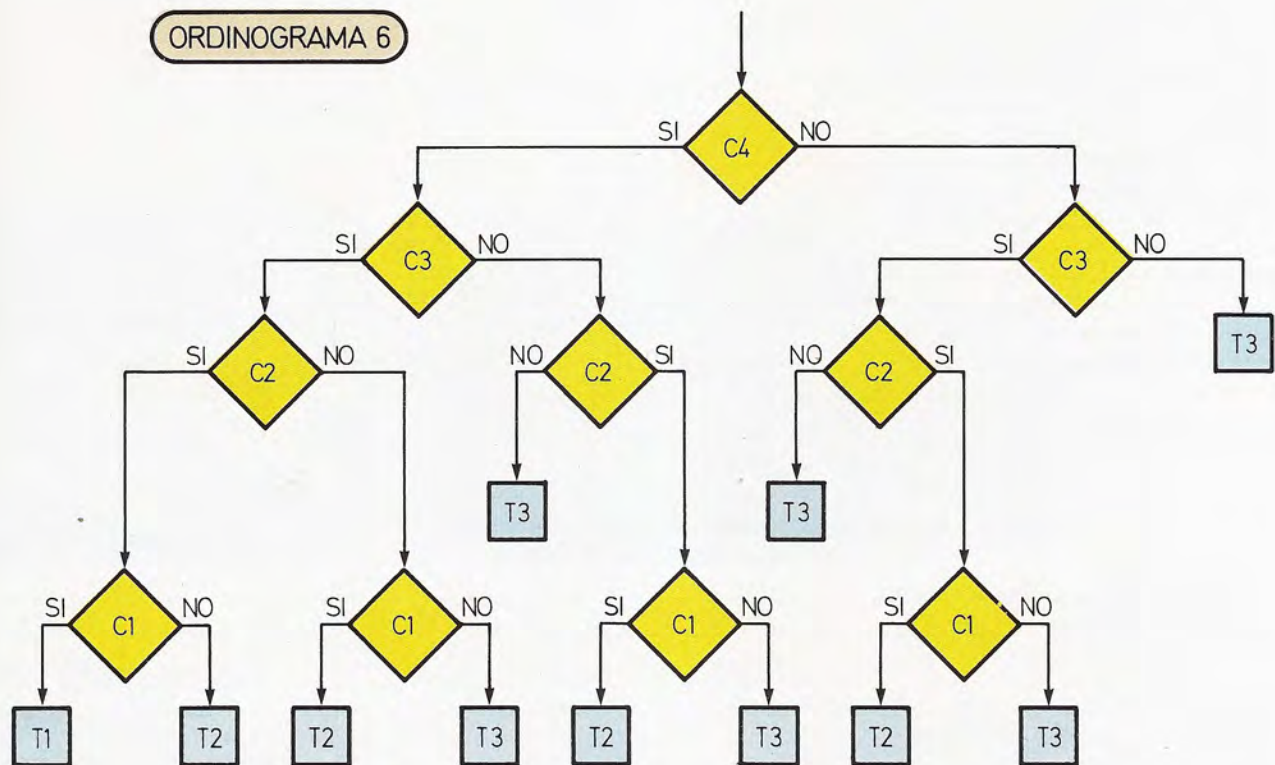 ORDINOGRAMA 6
SI C4 NO
SI C3 NO
SI C3 NO
T3
SI C2 NO
NO C2 SI
NO C2 SI
T3
T3
SI C1 NO
SI C1 NO
SI C1 NO
SI C1 NO
T1
T2
T2
T3
T2
T3
T2
T3